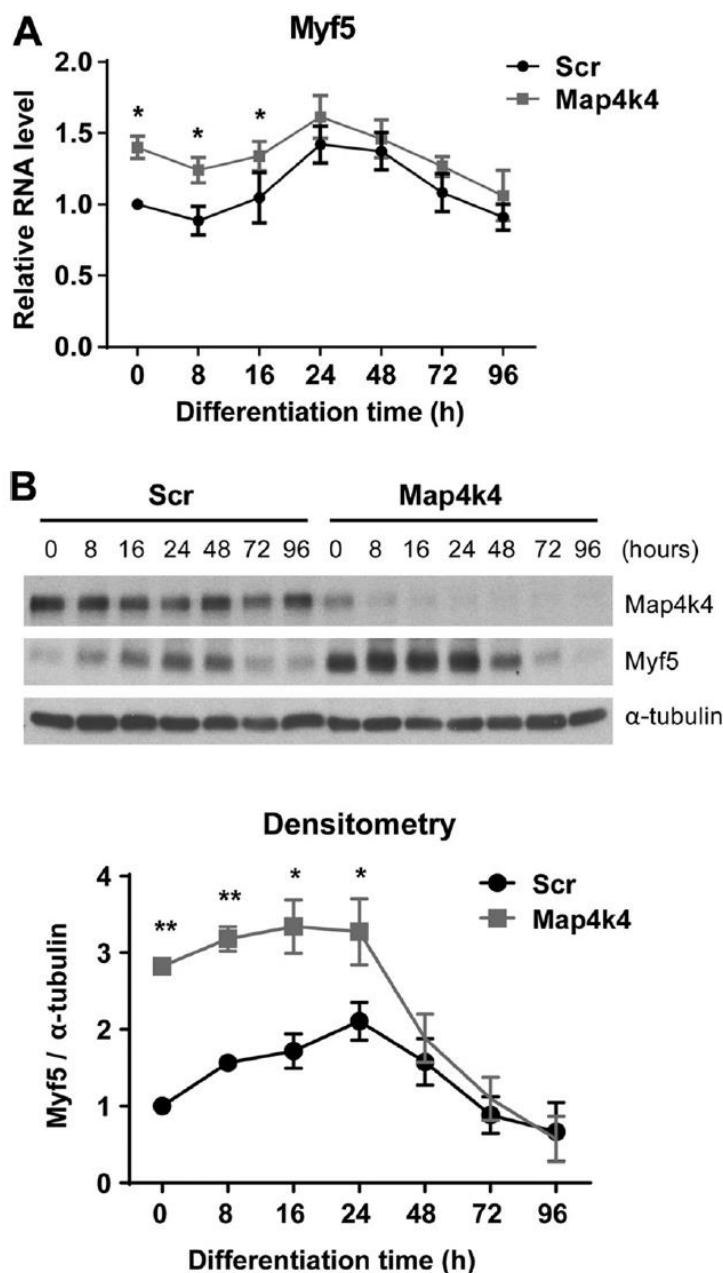 A
Myf5
Scr
Map4k4
2.0
1.5
1.0
0.5
0.0
* * *
Relative RNA level
0 8 16 24 48 72 96
Differentiation time (h)
B
Scr Map4k4
0 8 16 24 48 72 96 0 8 16 24 48 72 96 (hours)
Map4k4
Myf5
α-tubulin
Densitometry
Scr
Map4k4
4
3
2
1
0
** ** * *
Myf5 / α-tubulin
0 8 16 24 48 72 96
Differentiation time (h)